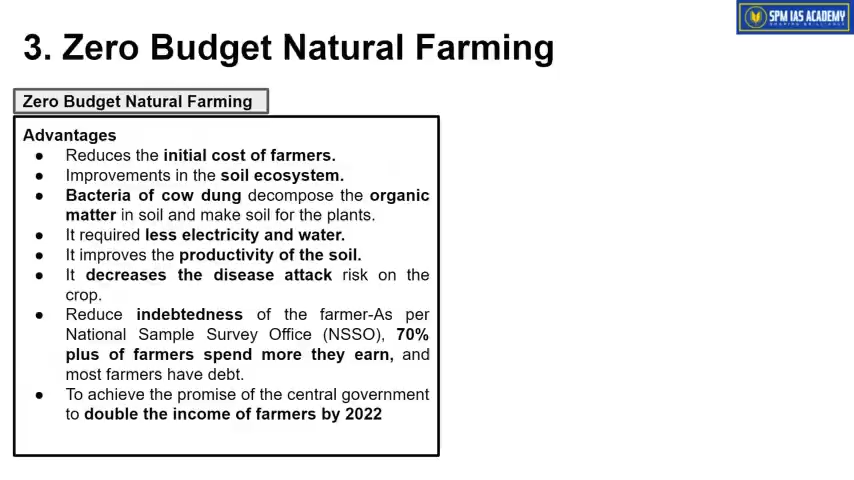 SPM IAS ACADEMY
SHAPING BRILLIANCE
3. Zero Budget Natural Farming
Zero Budget Natural Farming
Advantages
● Reduces the initial cost of farmers.
● Improvements in the soil ecosystem.
● Bacteria of cow dung decompose the organic
matter in soil and make soil for the plants.
● It required less electricity and water.
● It improves the productivity of the soil.
● It decreases the disease attack risk on the
crop.
● Reduce indebtedness of the farmer-As per
National Sample Survey Office (NSSO), 70%
plus of farmers spend more they earn, and
most farmers have debt.
● To achieve the promise of the central government
to double the income of farmers by 2022